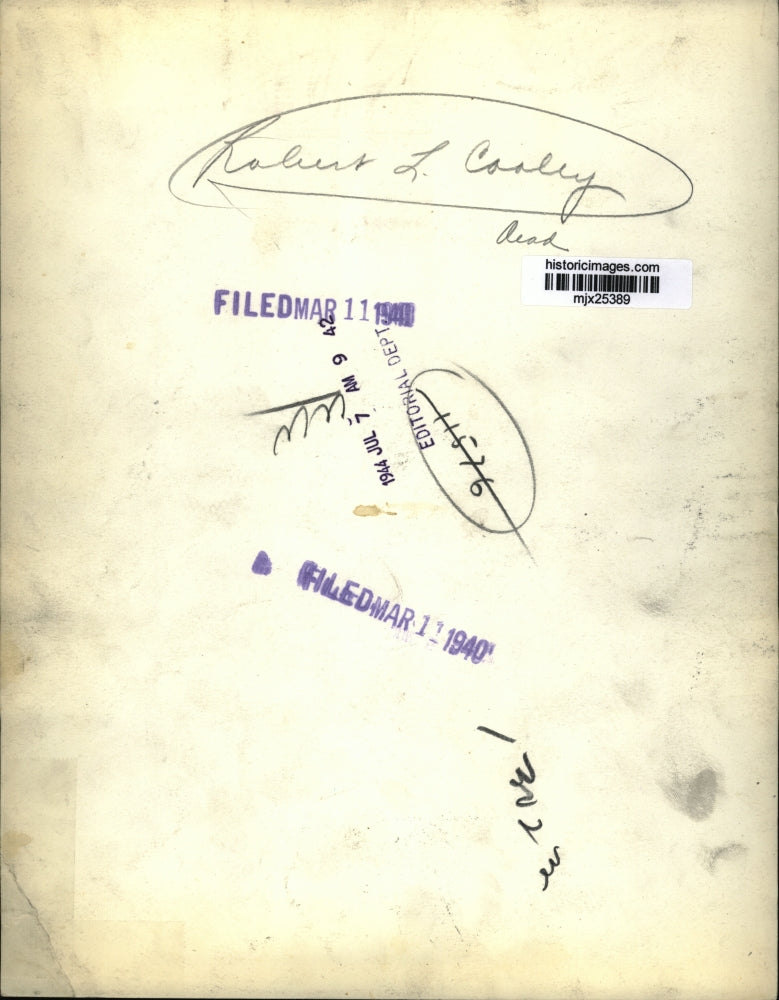 Robert L. Cooley
Dead
historicimages.com
mjx25389
FILED MAR 11 1940
1944 JUL 7 AM 9 42
EDITORIAL DEPT
FILED MAR 11 1940